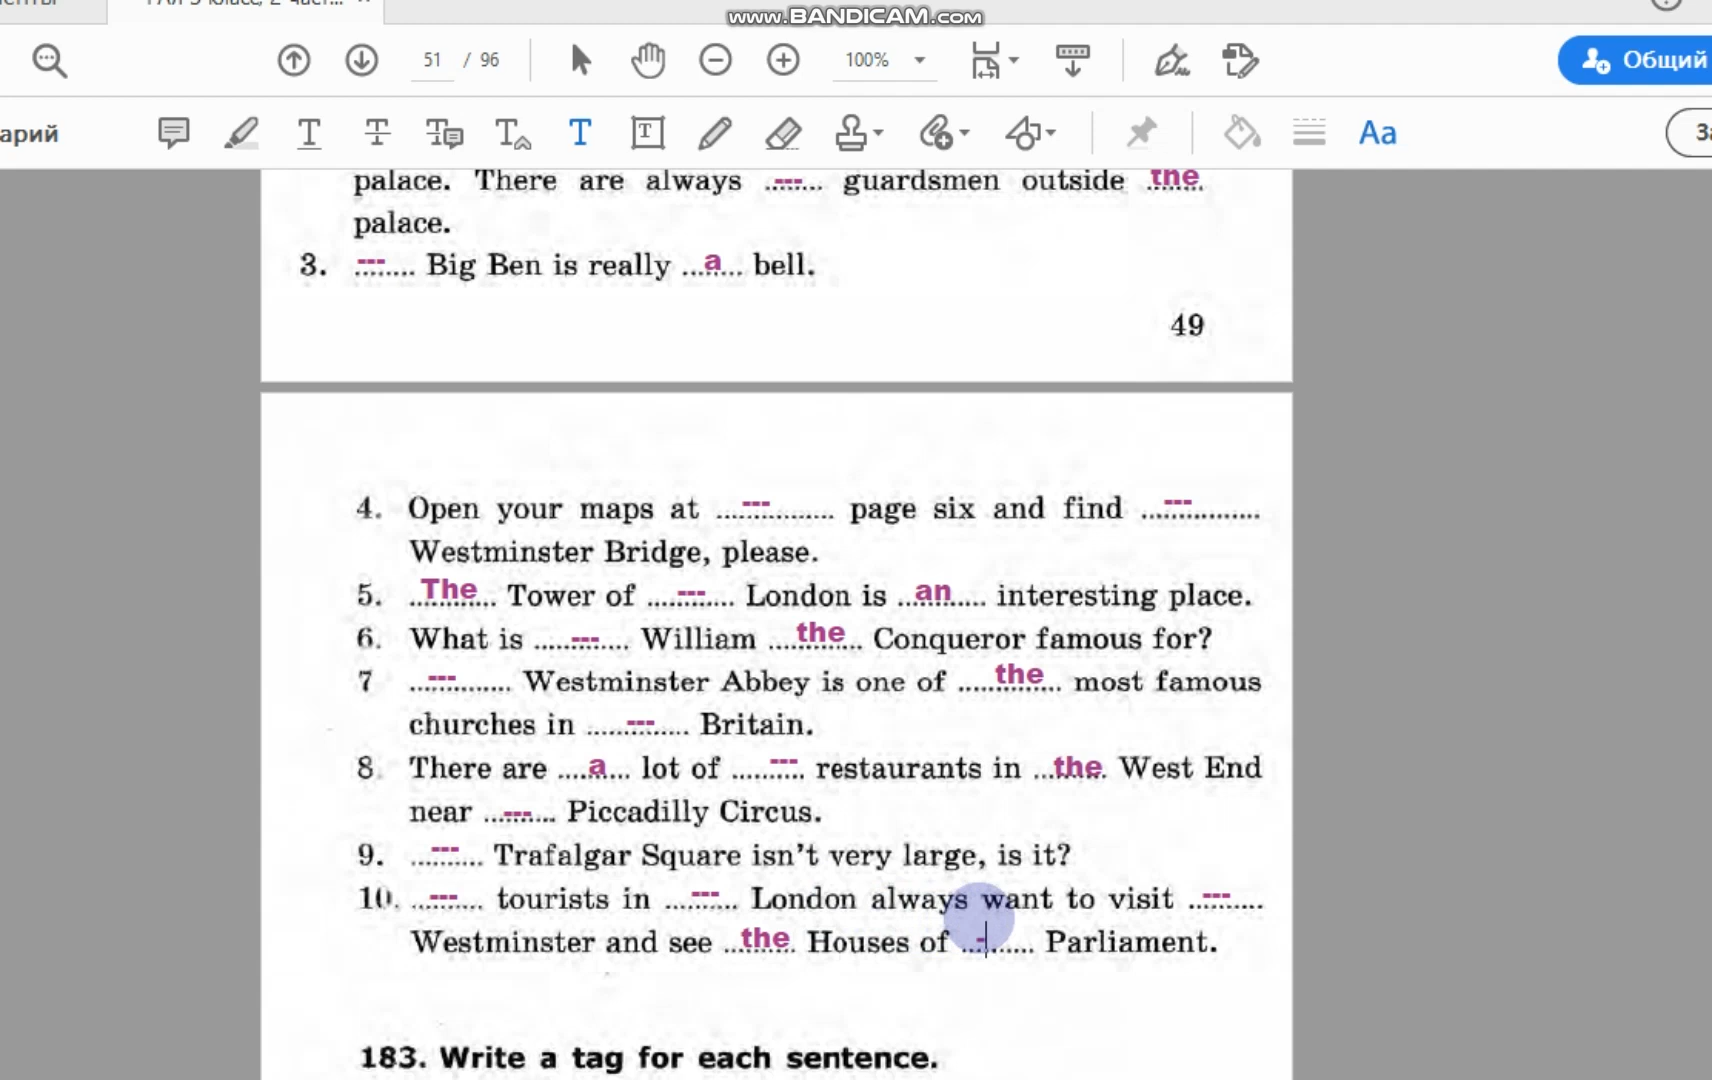 www.BANDICAM.com
51 / 96 100% Общий
арий T T T T T T Aa За
palace. There are always ...---... guardsmen outside ...the...
palace.
3. ...---... Big Ben is really ...a... bell.
49
4. Open your maps at ...---... page six and find ...---...
Westminster Bridge, please.
5. ...The... Tower of ...---... London is ...an... interesting place.
6. What is ...---... William ...the... Conqueror famous for?
7 ...---... Westminster Abbey is one of ...the... most famous
churches in ...---... Britain.
8 There are ...a... lot of ...---... restaurants in ...the... West End
near ...---... Piccadilly Circus.
9. ...---... Trafalgar Square isn't very large, is it?
10. ...---... tourists in ...---... London always want to visit ...---...
Westminster and see ...the... Houses of ...-... Parliament.
183. Write a tag for each sentence.